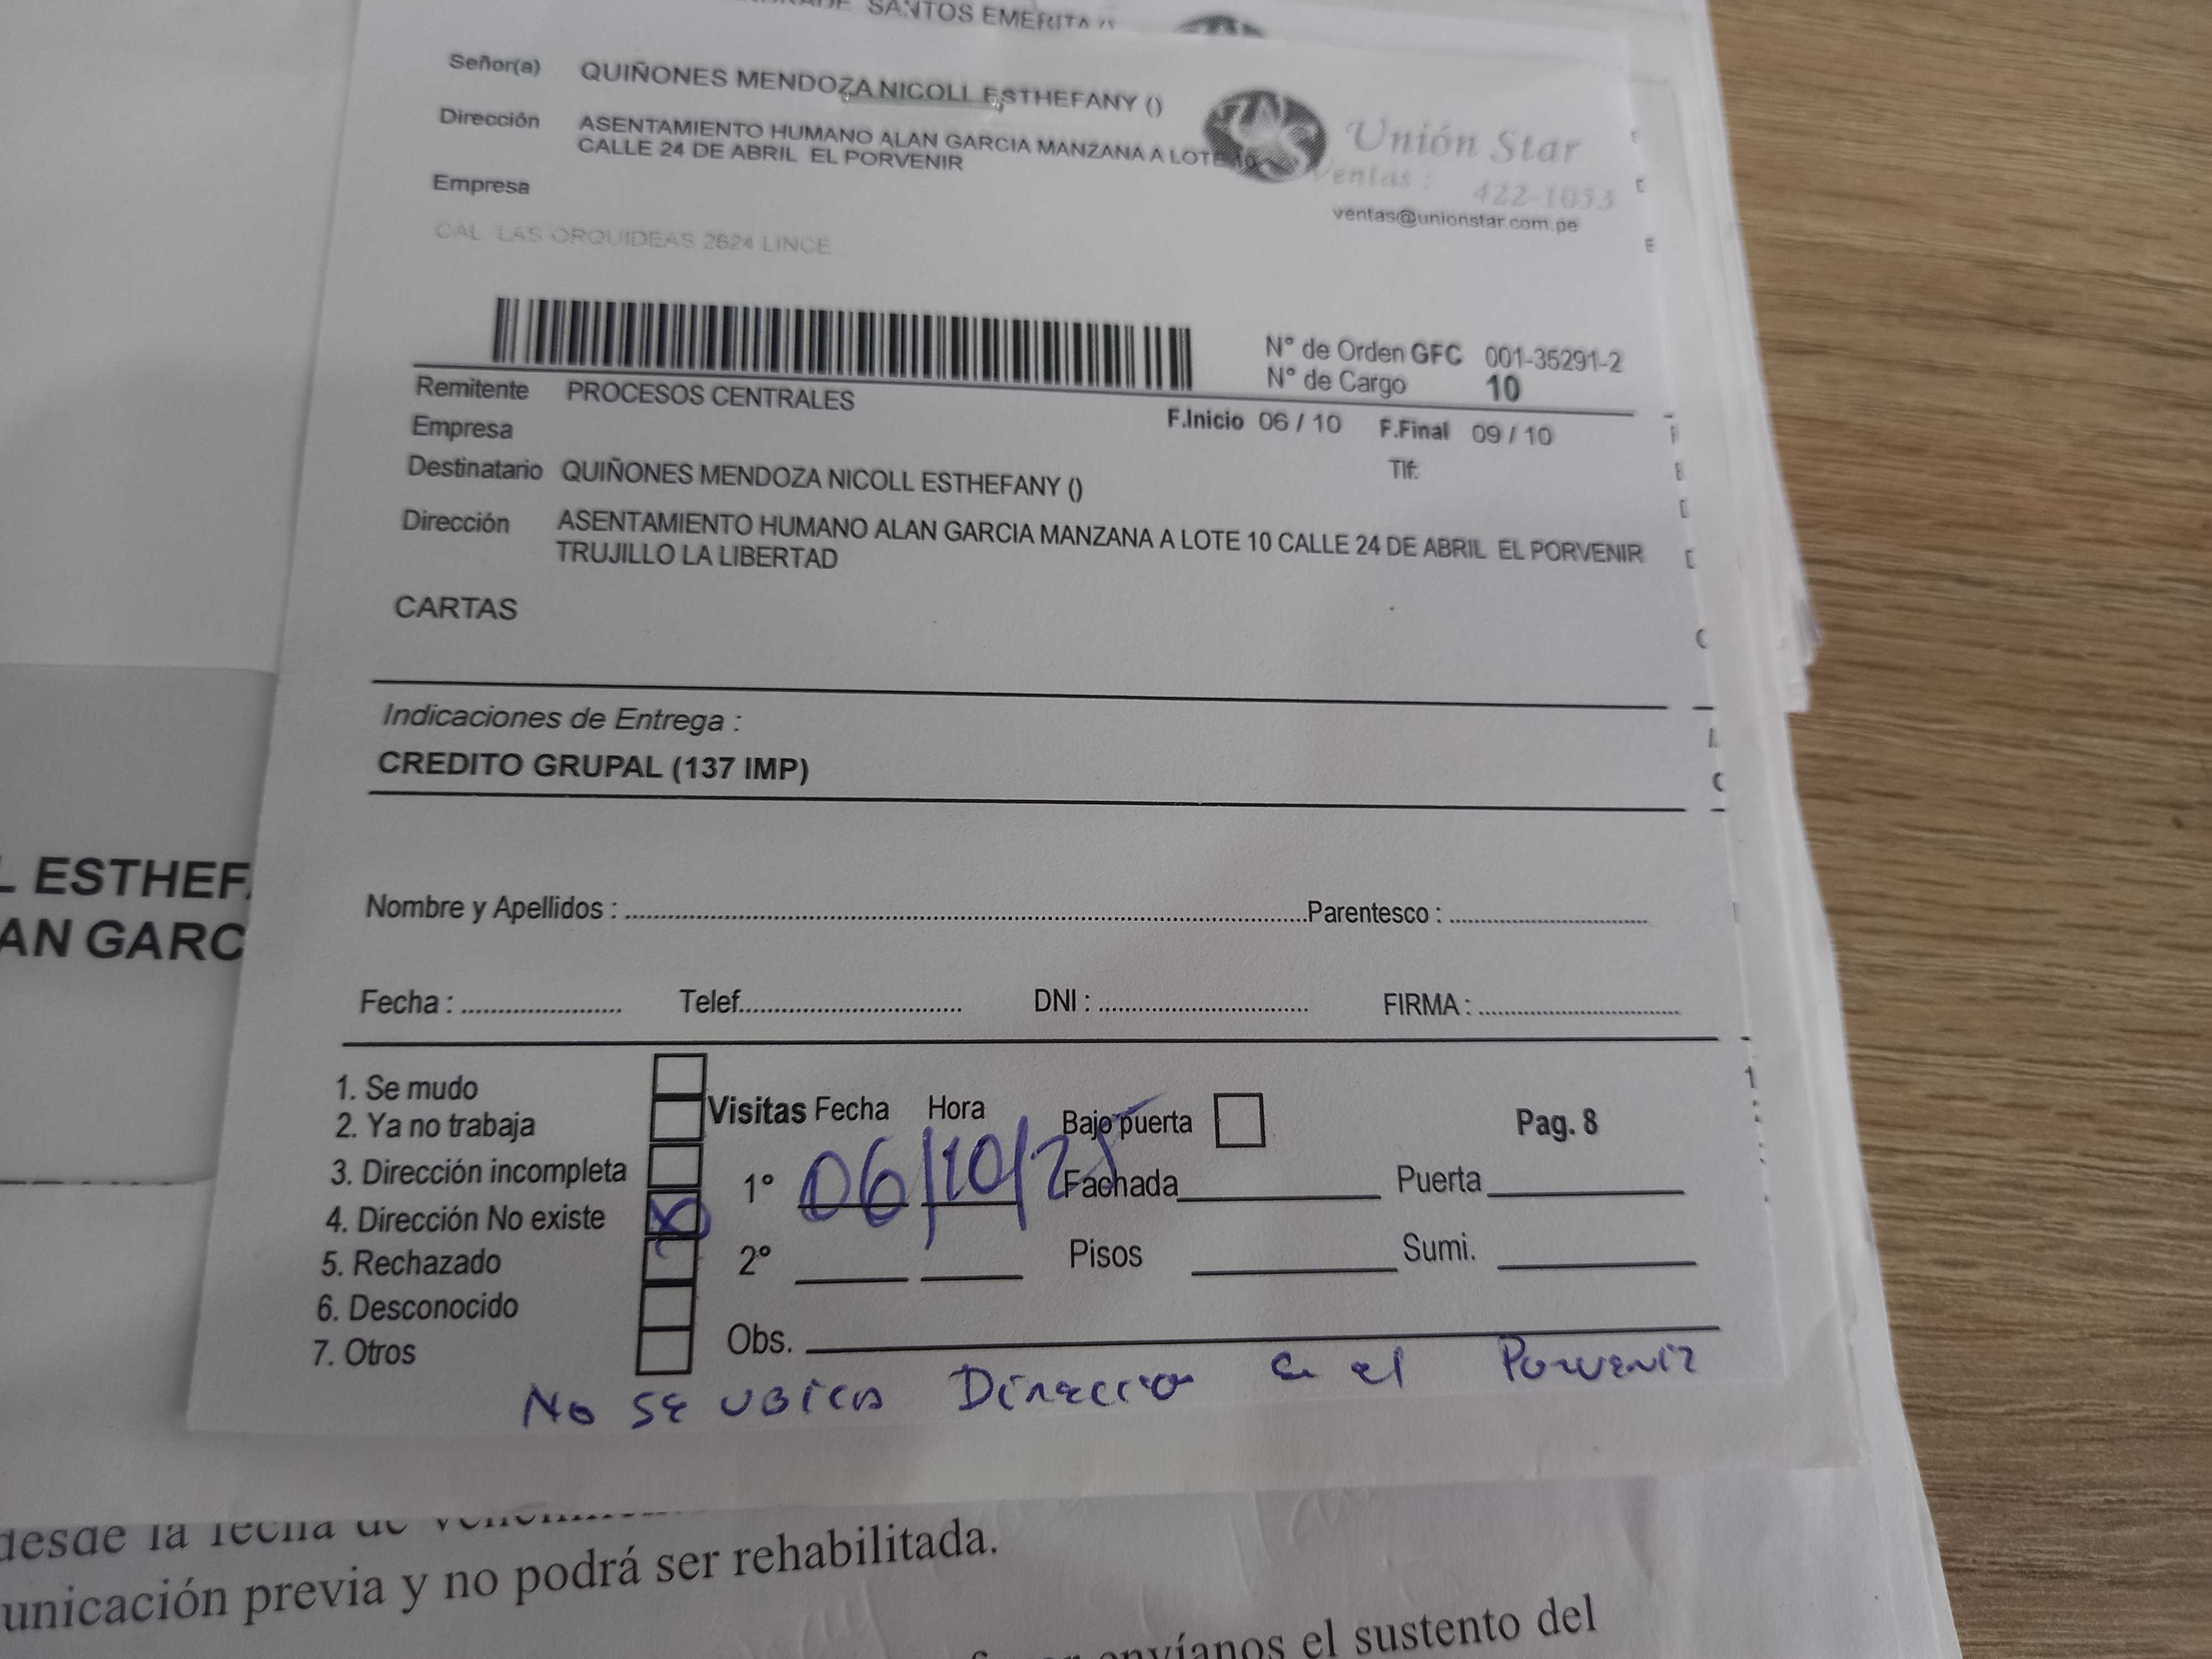 SANTOS EMERITA ()
Señor(a) QUIÑONES MENDOZA NICOLL ESTHEFANY ()
Dirección ASENTAMIENTO HUMANO ALAN GARCIA MANZANA A LOTE 10
CALLE 24 DE ABRIL EL PORVENIR
Unión Star
Ventas : 422-1053
ventas@unionstar.com.pe
Empresa
CAL LAS ORQUIDEAS 2624 LINCE
N° de Orden GFC 001-35291-2
N° de Cargo 10
Remitente PROCESOS CENTRALES
Empresa
F.Inicio 06 / 10 F.Final 09 / 10
Destinatario QUIÑONES MENDOZA NICOLL ESTHEFANY ()
Tlf:
Dirección ASENTAMIENTO HUMANO ALAN GARCIA MANZANA A LOTE 10 CALLE 24 DE ABRIL EL PORVENIR
TRUJILLO LA LIBERTAD
CARTAS
Indicaciones de Entrega :
CREDITO GRUPAL (137 IMP)
L ESTHEF
AN GARC
Nombre y Apellidos : Parentesco :
Fecha : Telef. DNI : FIRMA :
1. Se mudo
2. Ya no trabaja
3. Dirección incompleta
4. Dirección No existe
5. Rechazado
6. Desconocido
7. Otros
Visitas Fecha Hora
1° 06/10/25
2°
Bajo puerta
Pag. 8
Fachada Puerta
Pisos Sumi.
Obs.
No SE UBICA Direccio en el Porvenir
desde la fecha de
unicación previa y no podrá ser rehabilitada.
envíanos el sustento del